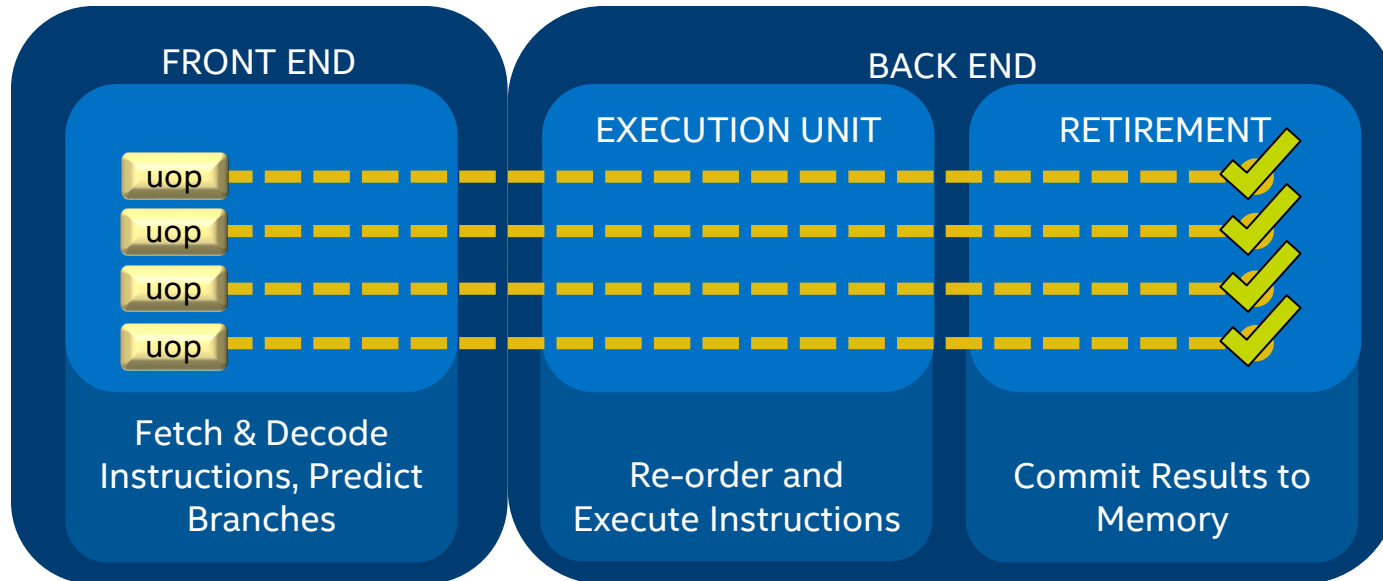 FRONT END
uop
uop
uop
uop
Fetch & Decode
Instructions, Predict
Branches
BACK END
EXECUTION UNIT
Re-order and
Execute Instructions
RETIREMENT
Commit Results to
Memory